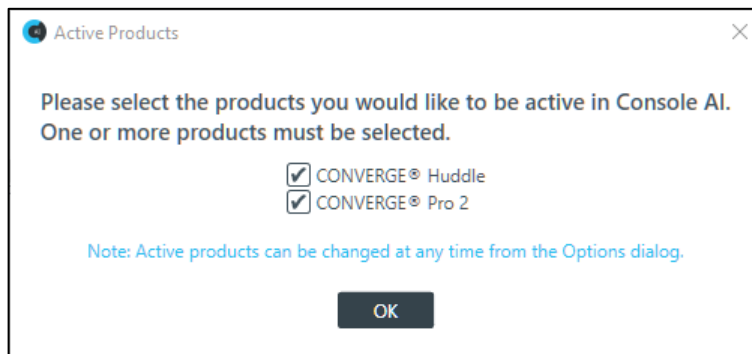 Active Products
Please select the products you would like to be active in Console AI.
One or more products must be selected.
CONVERGE® Huddle
CONVERGE® Pro 2
Note: Active products can be changed at any time from the Options dialog.
OK